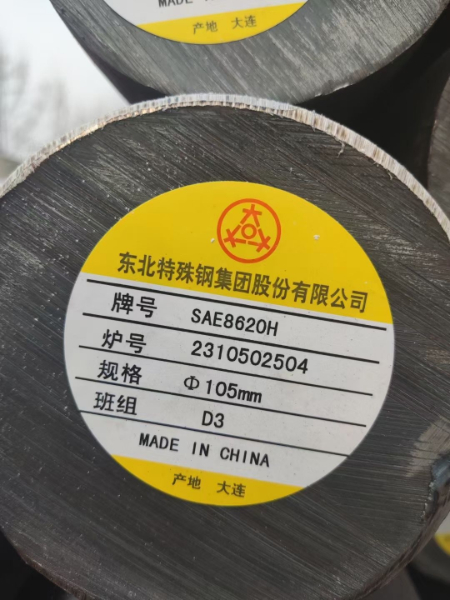 MADE IN
产地 大连
东北特殊钢集团股份有限公司
牌号 SAE8620H
炉号 2310502504
规格 Φ105mm
班组 D3
MADE IN CHINA
产地 大连